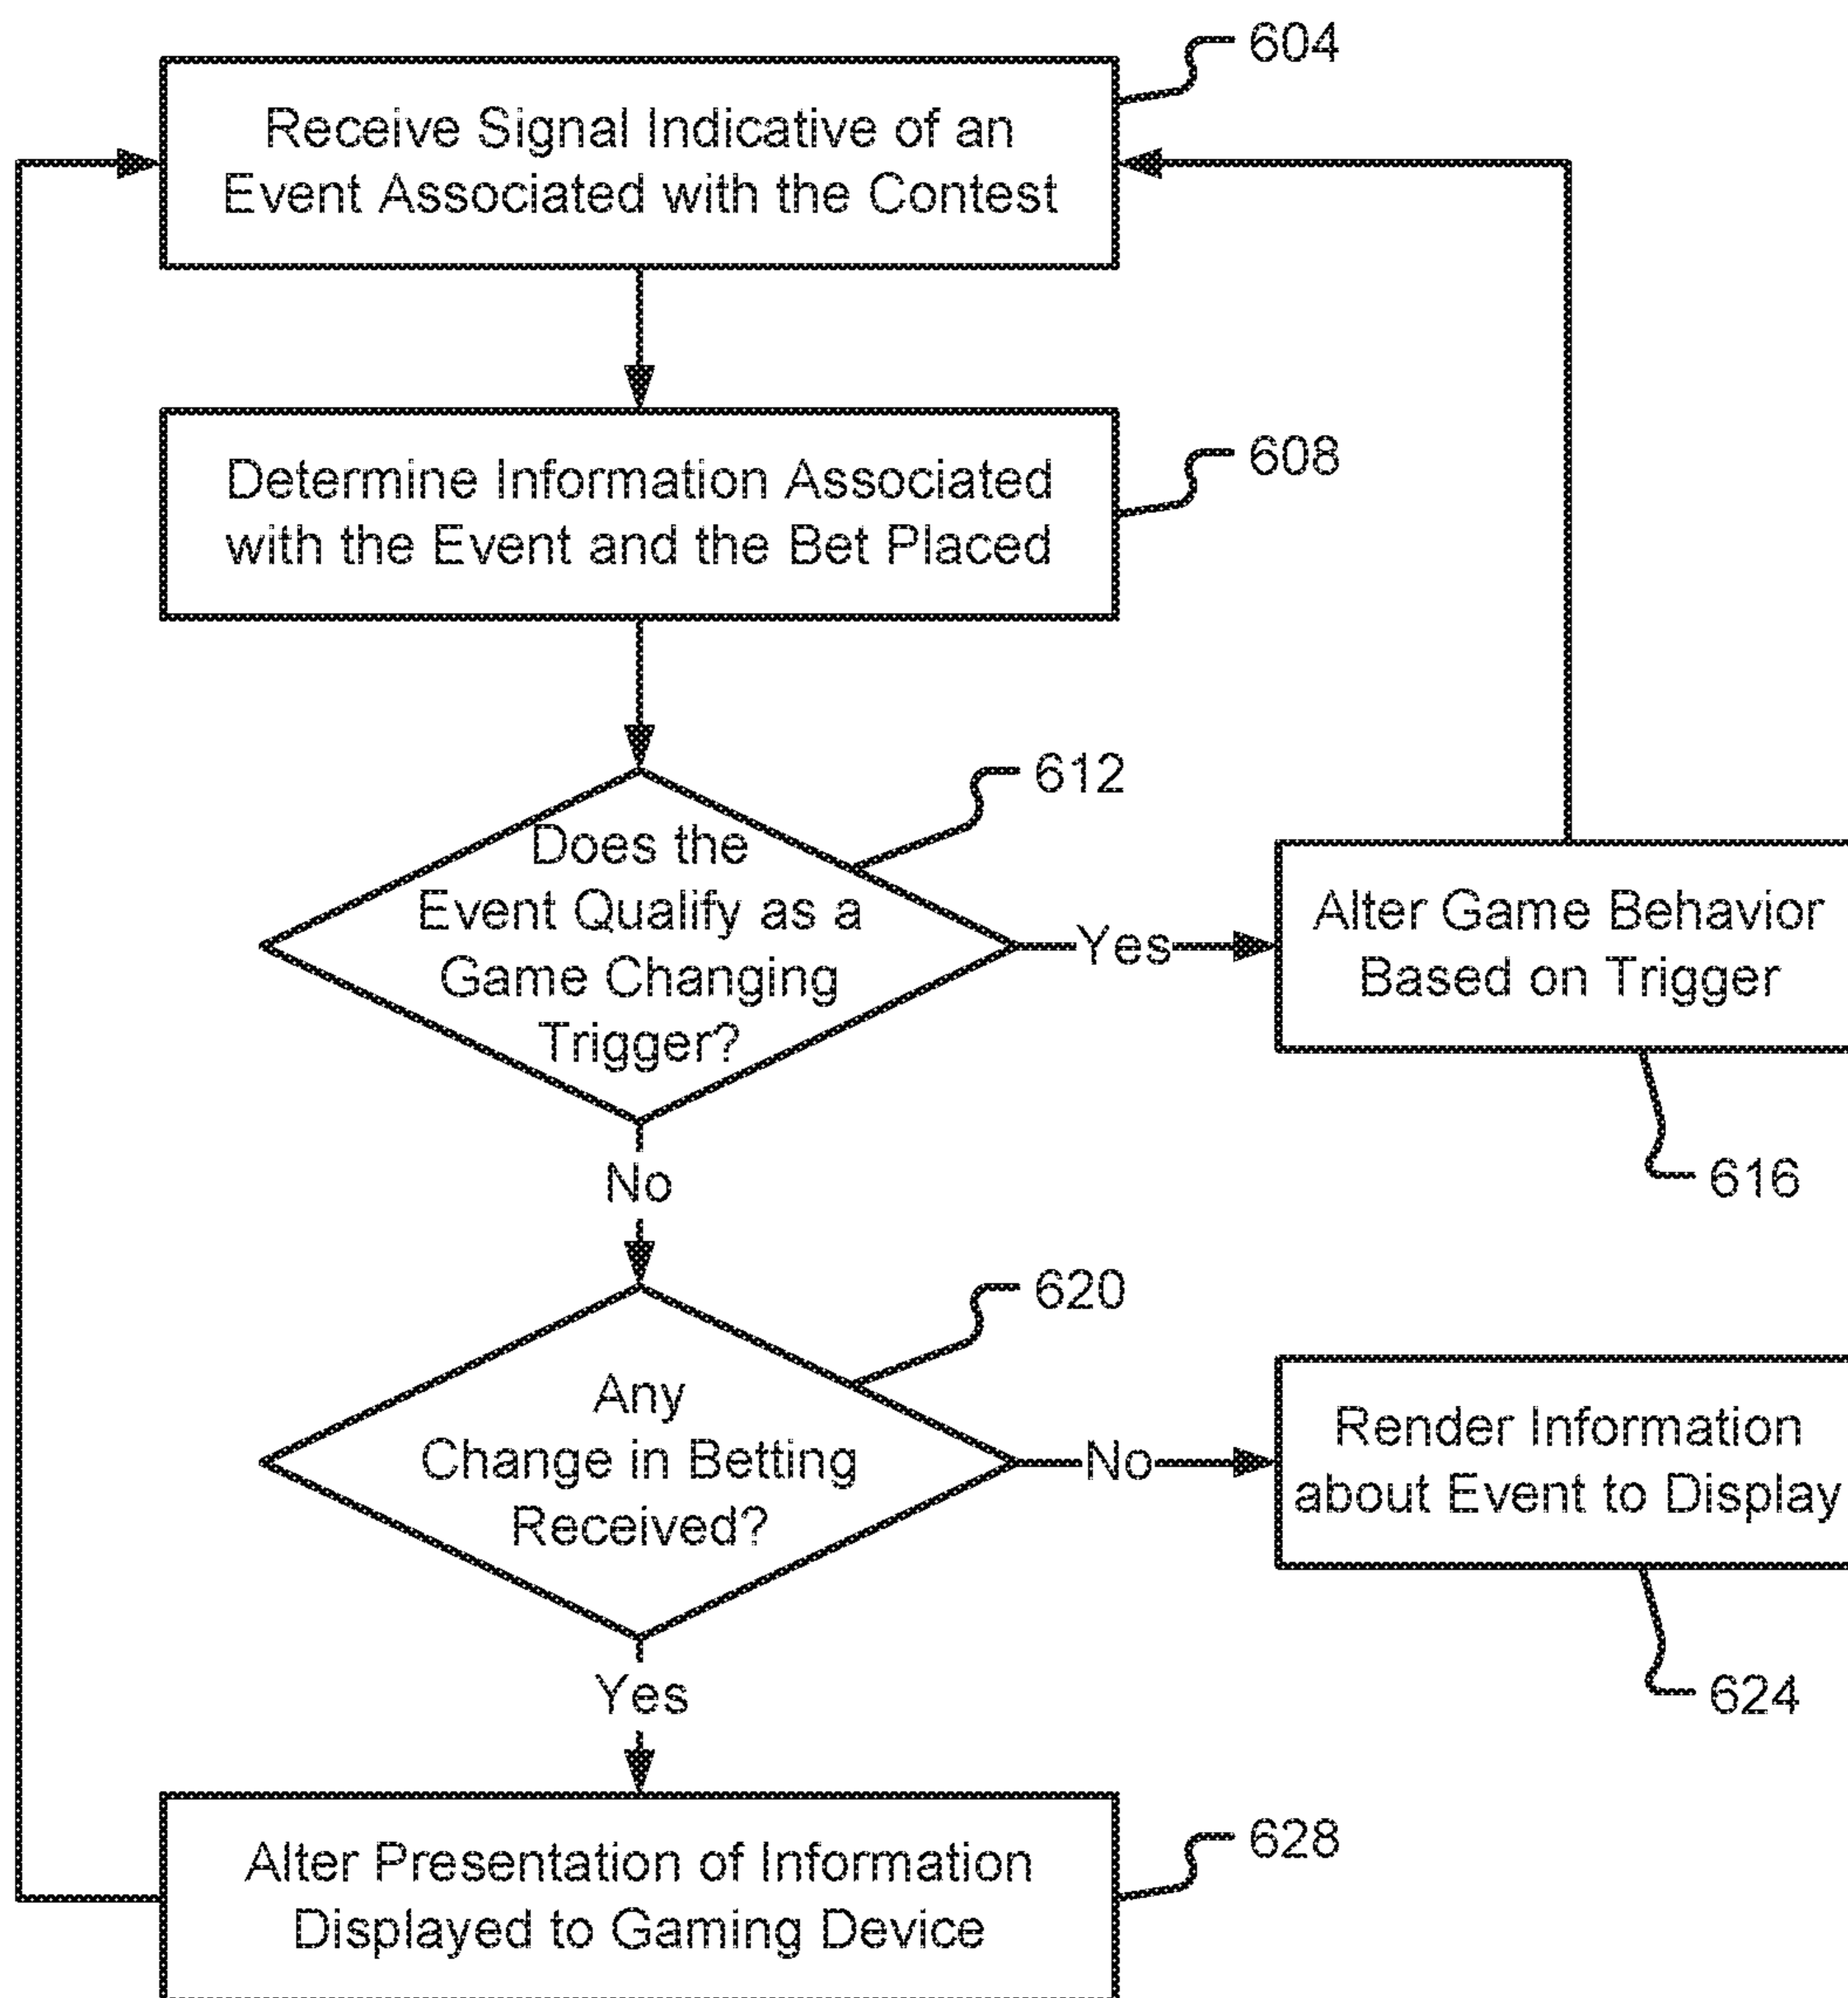 604
Receive Signal Indicative of an
Event Associated with the Contest
608
Determine Information Associated
with the Event and the Bet Placed
612
Does the
Event Qualify as a
Game Changing
Trigger?
Yes
Alter Game Behavior
Based on Trigger
616
No
620
Any
Change in Betting
Received?
No
Render Information
about Event to Display
624
Yes
628
Alter Presentation of Information
Displayed to Gaming Device